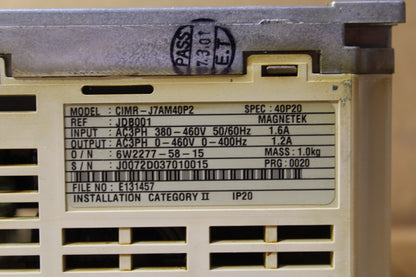 PASS
7.3.01
E.T
MODEL : CIMR-J7AM40P2 SPEC : 40P20
REF : JDB001 MAGNETEK
INPUT : AC3PH 380-460V 50/60Hz 1.6A
OUTPUT : AC3PH 0-460V 0-400Hz 1.2A
O / N : 6W2277-58-15 MASS : 1.0kg
S / N : J0072D037010015 PRG : 0020
FILE NO : E131457
INSTALLATION CATEGORY II IP20